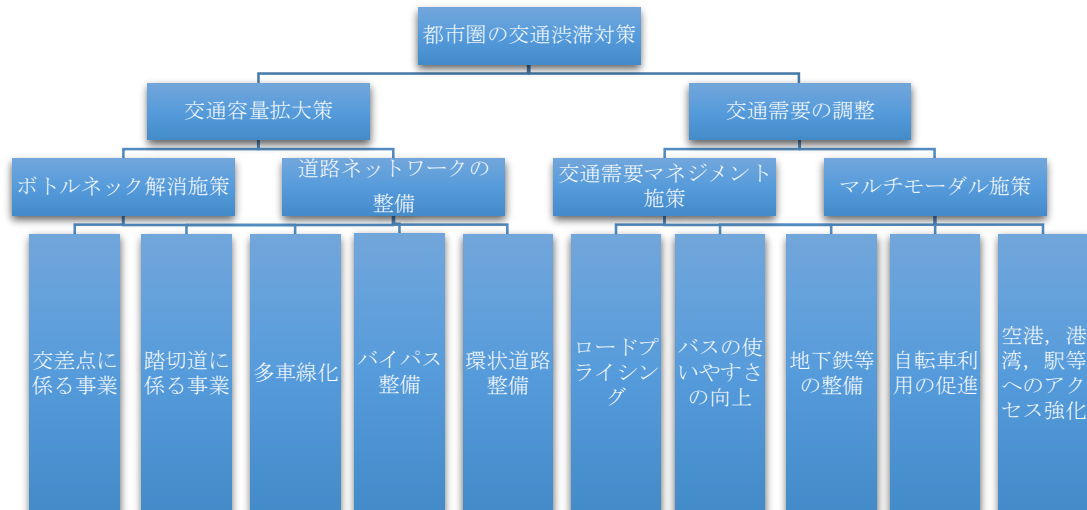 都市圏の交通渋滞対策
交通容量拡大策
交通需要の調整
ボトルネック解消施策
道路ネットワークの
整備
交通需要マネジメント
施策
マルチモーダル施策
交差点に
係る事業
踏切道に
係る事業
多車線化
バイパス
整備
環状道路
整備
ロードプ
ライシン
グ
バスの使
いやすさ
の向上
地下鉄等
の整備
自転車利
用の促進
空港，港
湾，駅等
へのアク
セス強化